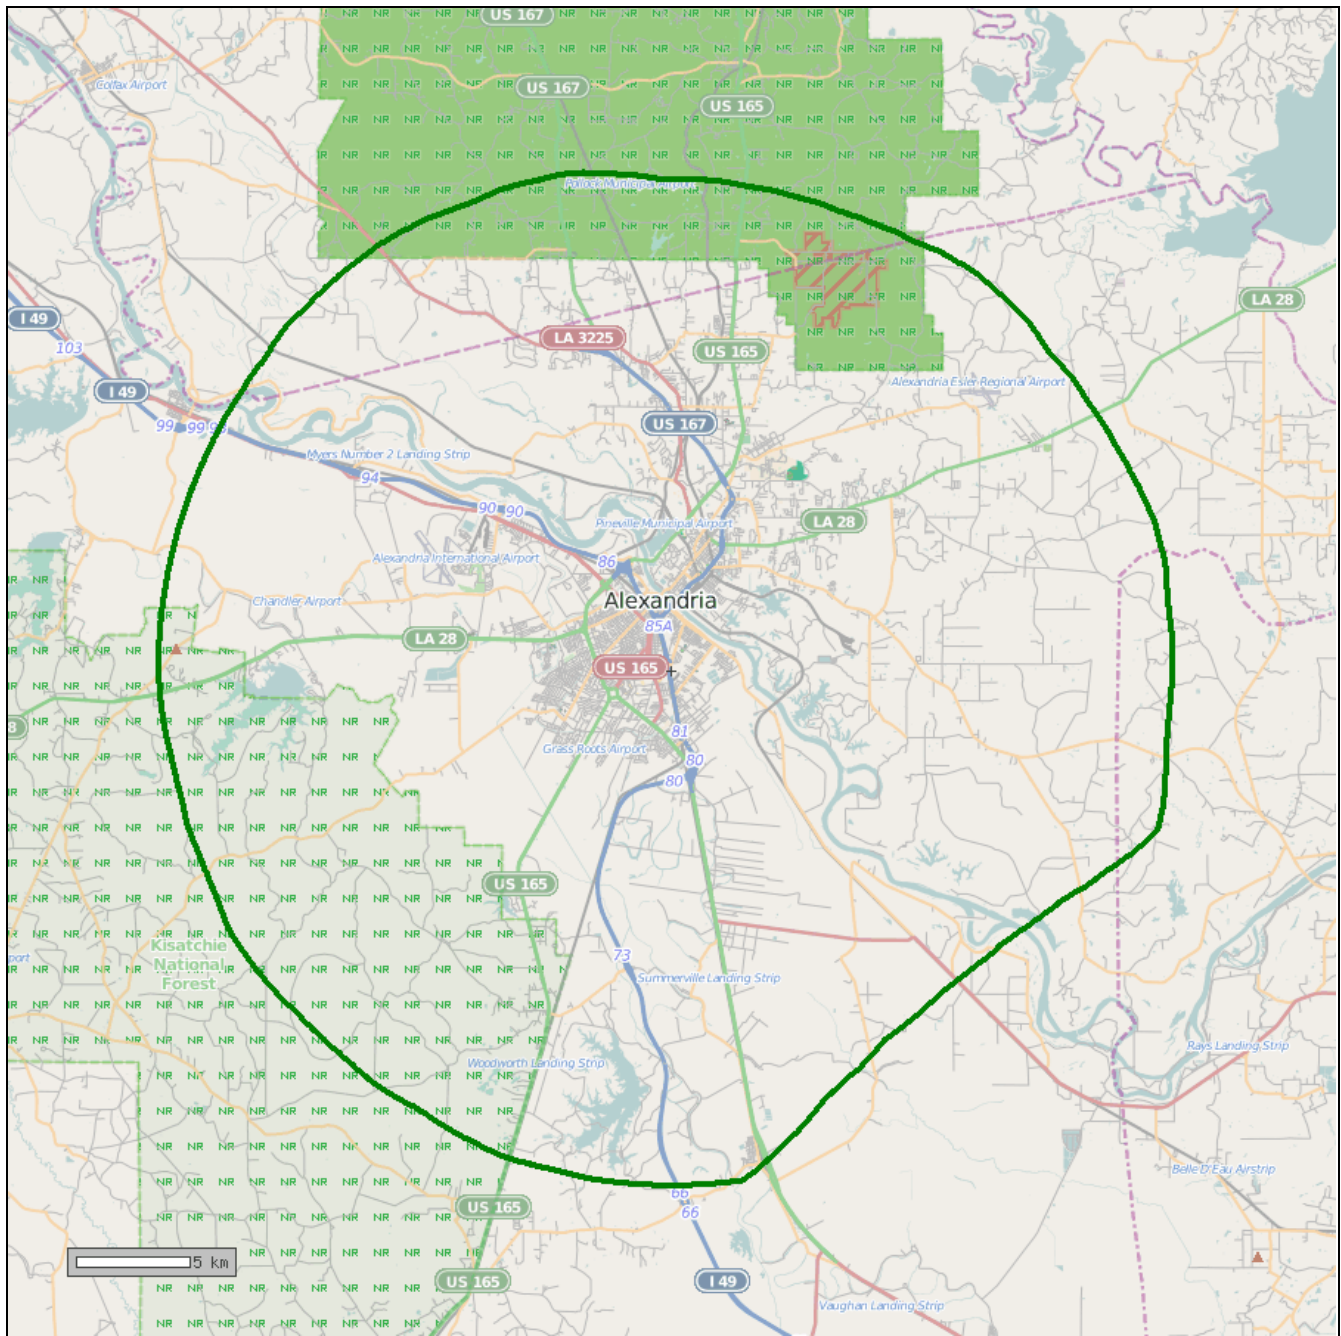 US 167
Colfax Airport
US 167
US 165
Pollock Municipal Airport
I 49
LA 28
103
LA 3225
US 165
I 49
Alexandria Esler Regional Airport
99
99
US 167
Myers Number 2 Landing Strip
94
90
90
Pineville Municipal Airport
LA 28
Alexandria International Airport
86
Chandler Airport
Alexandria
85A
LA 28
US 165
81
Grass Roots Airport
80
80
US 165
Kisatchie
National
Forest
port
73
Summerville Landing Strip
Rays Landing Strip
Woodworth Landing Strip
Belle D'Eau Airstrip
66
66
US 165
5 km
US 165
I 49
Vaughan Landing Strip
NR